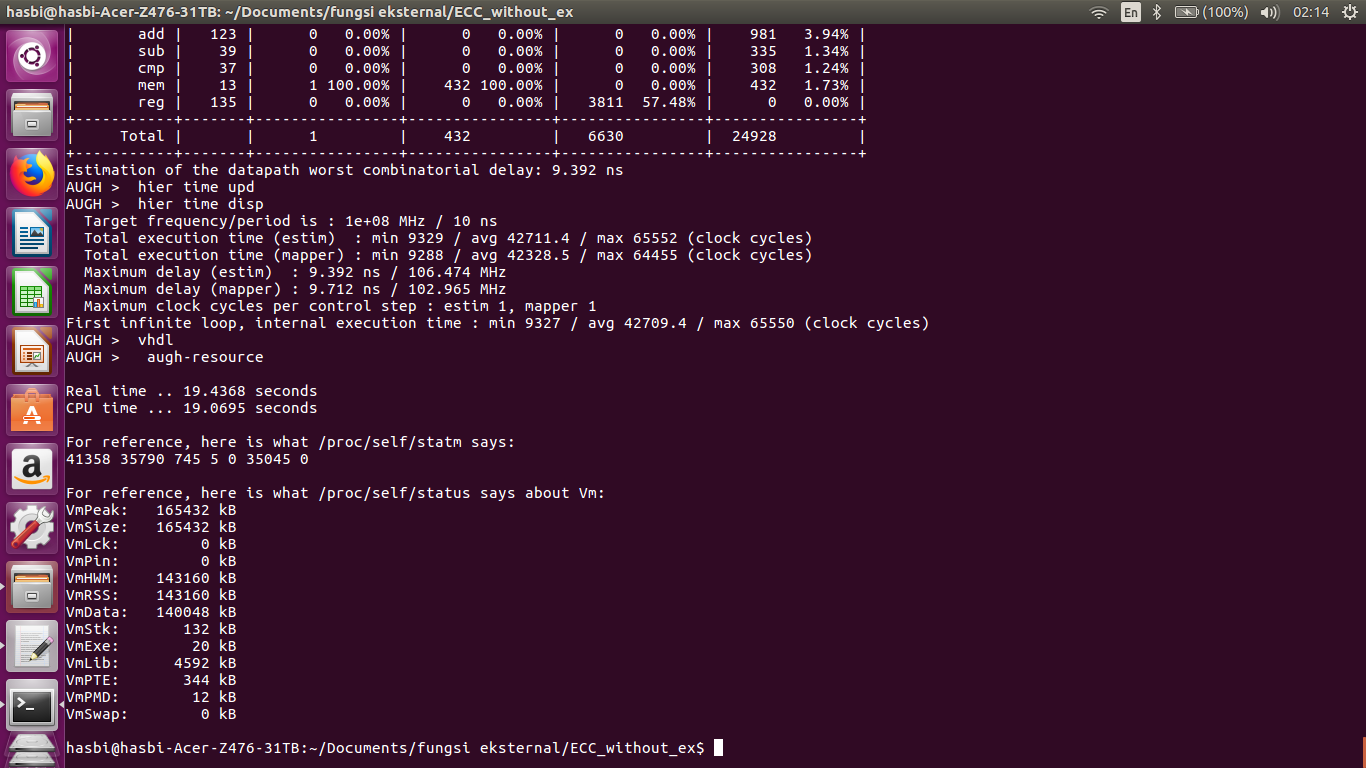 hasbi@hasbi-Acer-Z476-31TB: ~/Documents/fungsi eksternal/ECC_without_ex En (100%) 02:14
| add | 123 | 0 0.00% | 0 0.00% | 0 0.00% | 981 3.94% |
| sub | 39 | 0 0.00% | 0 0.00% | 0 0.00% | 335 1.34% |
| cmp | 37 | 0 0.00% | 0 0.00% | 0 0.00% | 308 1.24% |
| mem | 13 | 1 100.00% | 432 100.00% | 0 0.00% | 432 1.73% |
| reg | 135 | 0 0.00% | 0 0.00% | 3811 57.48% | 0 0.00% |
+-----------+-------+----------------+----------------+----------------+----------------+
| Total | | 1 | 432 | 6630 | 24928 |
+-----------+-------+----------------+----------------+----------------+----------------+
Estimation of the datapath worst combinatorial delay: 9.392 ns
AUGH > hier time upd
AUGH > hier time disp
Target frequency/period is : 1e+08 MHz / 10 ns
Total execution time (estim) : min 9329 / avg 42711.4 / max 65552 (clock cycles)
Total execution time (mapper) : min 9288 / avg 42328.5 / max 64455 (clock cycles)
Maximum delay (estim) : 9.392 ns / 106.474 MHz
Maximum delay (mapper) : 9.712 ns / 102.965 MHz
Maximum clock cycles per control step : estim 1, mapper 1
First infinite loop, internal execution time : min 9327 / avg 42709.4 / max 65550 (clock cycles)
AUGH > vhdl
AUGH > augh-resource
Real time .. 19.4368 seconds
CPU time ... 19.0695 seconds
For reference, here is what /proc/self/statm says:
41358 35790 745 5 0 35045 0
For reference, here is what /proc/self/status says about Vm:
VmPeak: 165432 kB
VmSize: 165432 kB
VmLck: 0 kB
VmPin: 0 kB
VmHWM: 143160 kB
VmRSS: 143160 kB
VmData: 140048 kB
VmStk: 132 kB
VmExe: 20 kB
VmLib: 4592 kB
VmPTE: 344 kB
VmPMD: 12 kB
VmSwap: 0 kB
hasbi@hasbi-Acer-Z476-31TB:~/Documents/fungsi eksternal/ECC_without_ex$